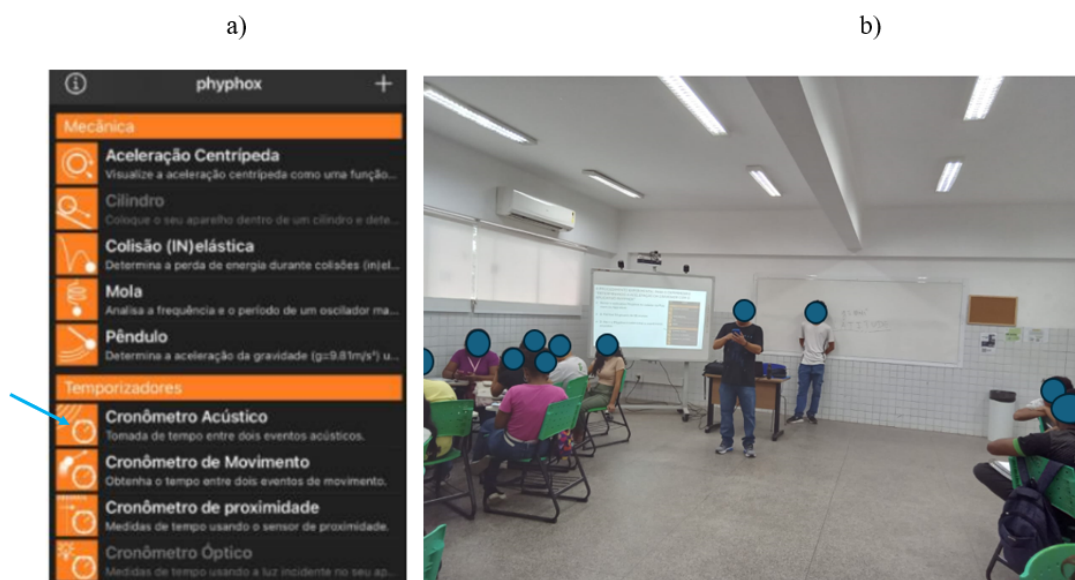 a)
b)
phyphox
Mecânica
Aceleração Centrípeda
Visualize a aceleração centrípeda como uma função...
Cilindro
Coloque o seu aparelho dentro de um cilindro e dete...
Colisão (IN)elástica
Determina a perda de energia durante colisões (in)el...
Mola
Analisa a frequência e o período de um oscilador ma...
Pêndulo
Determina a aceleração da gravidade (g=9.81m/s²) u...
Temporizadores
Cronômetro Acústico
Tomada de tempo entre dois eventos acústicos.
Cronômetro de Movimento
Obtenha o tempo entre dois eventos de movimento.
Cronômetro de proximidade
Medidas de tempo usando o sensor de proximidade.
Cronômetro Óptico
Medidas de tempo usando a luz incidente no seu ap...